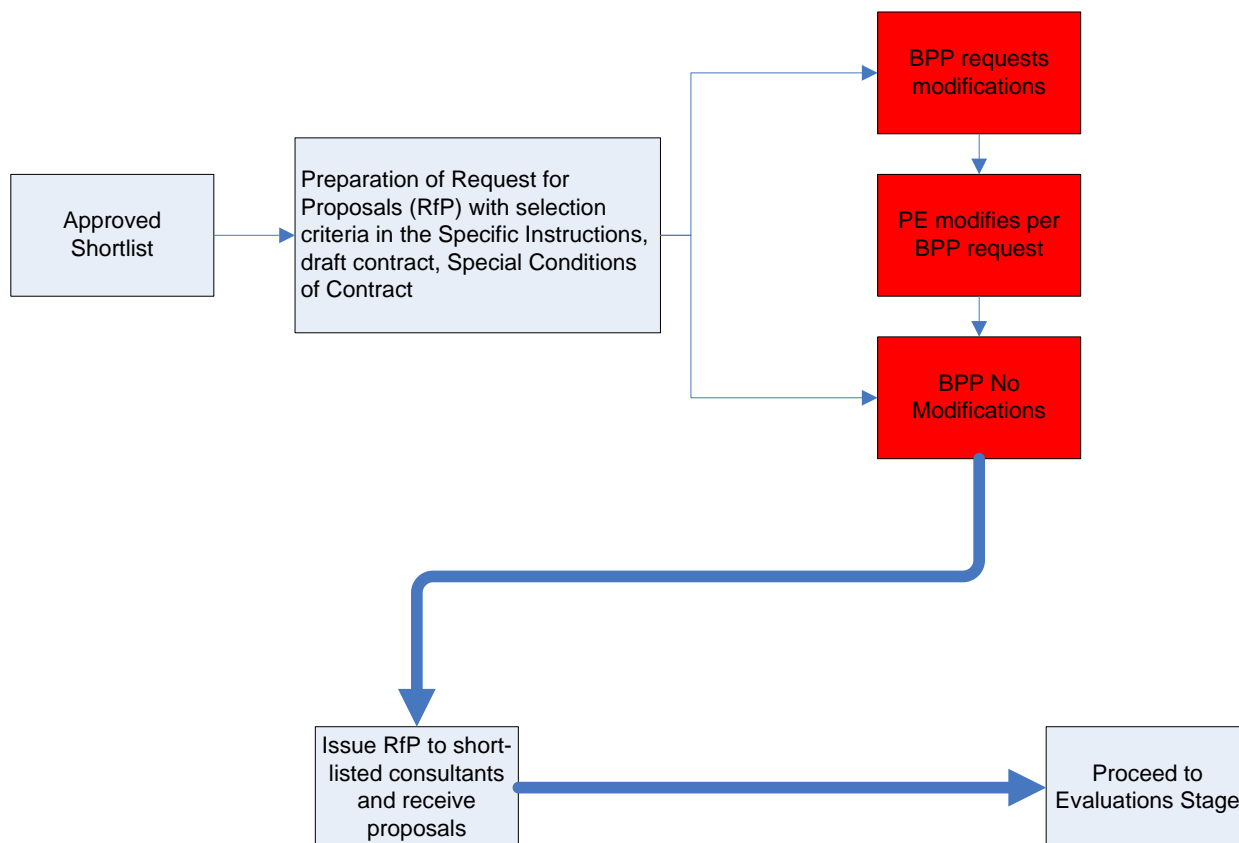 Approved
Shortlist
Preparation of Request for
Proposals (RfP) with selection
criteria in the Specific Instructions,
draft contract, Special Conditions
of Contract
BPP requests
modifications
PE modifies per
BPP request
BPP No
Modifications
Issue RfP to short-
listed consultants
and receive
proposals
Proceed to
Evaluations Stage